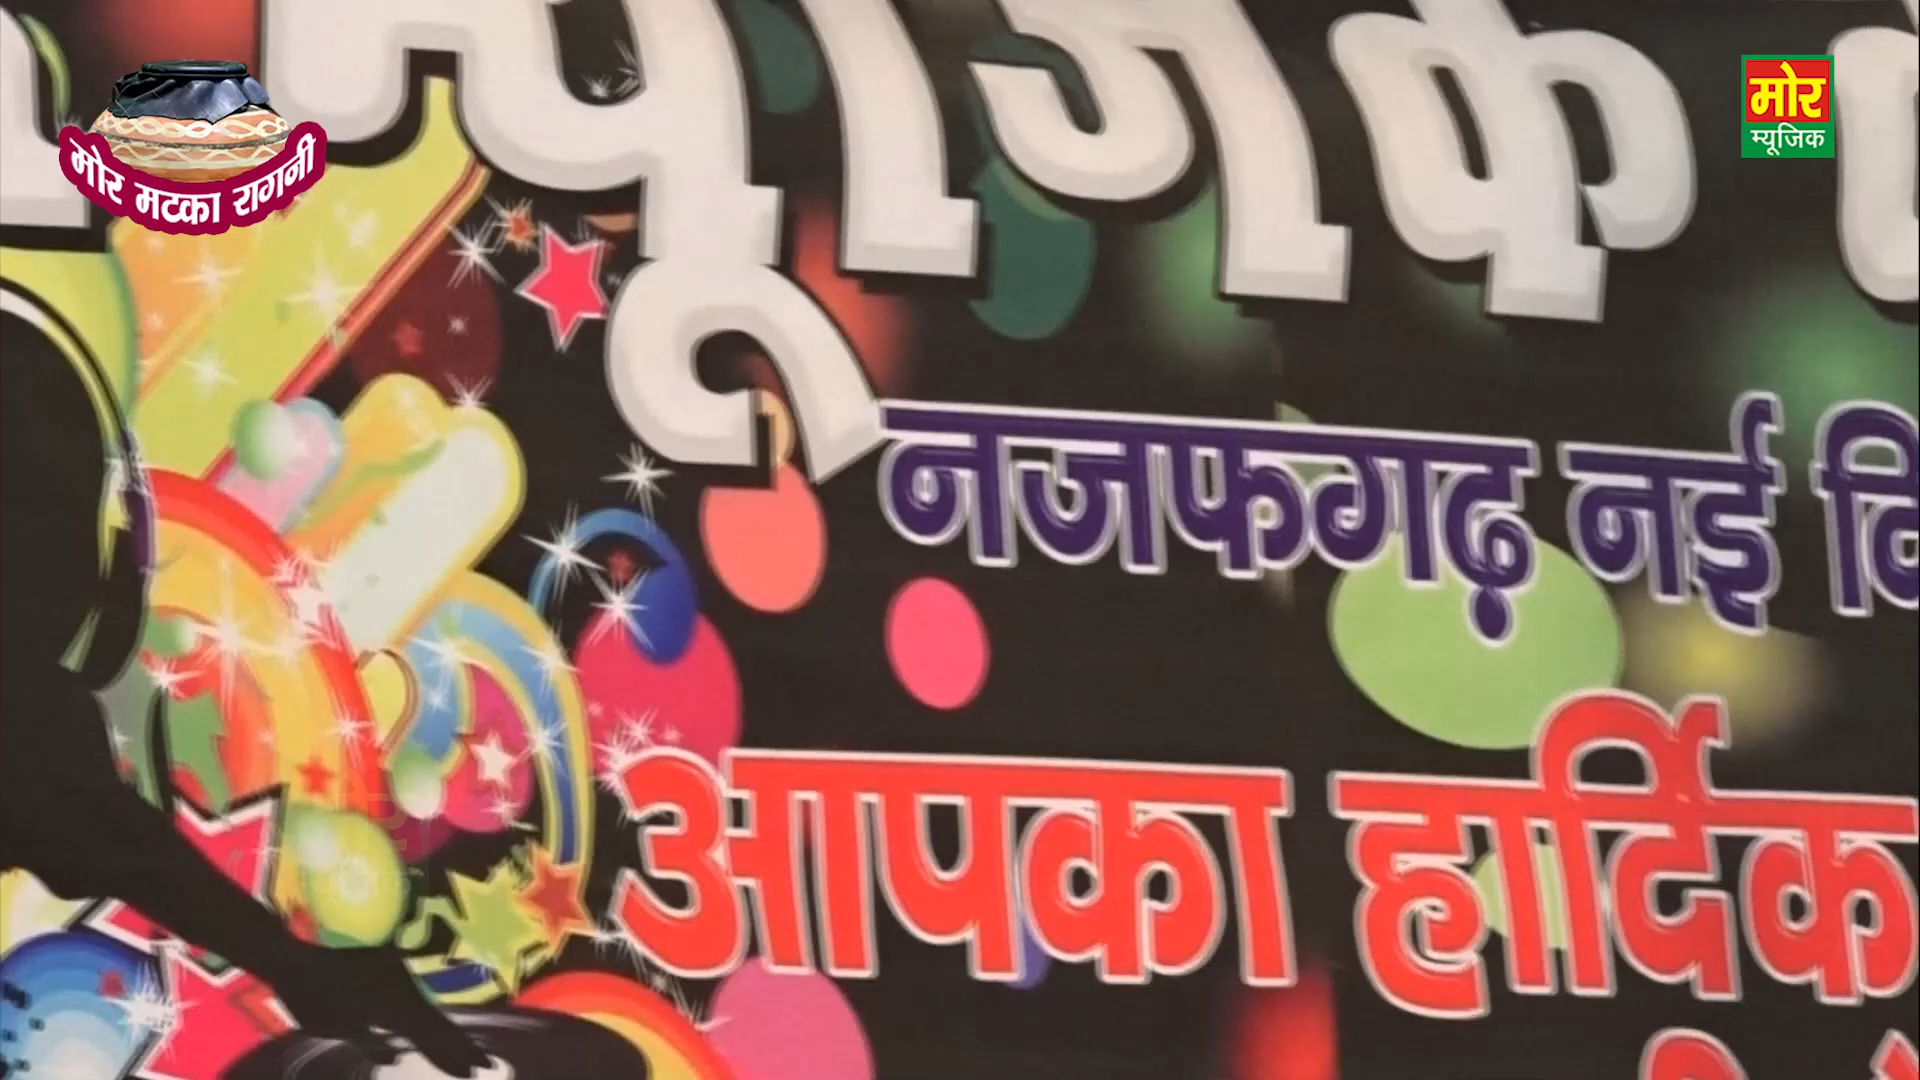 मोर मटका रागनी
मोर
म्यूजिक
म्यूजिक
नजफगढ़ नई
आपका हार्दिक